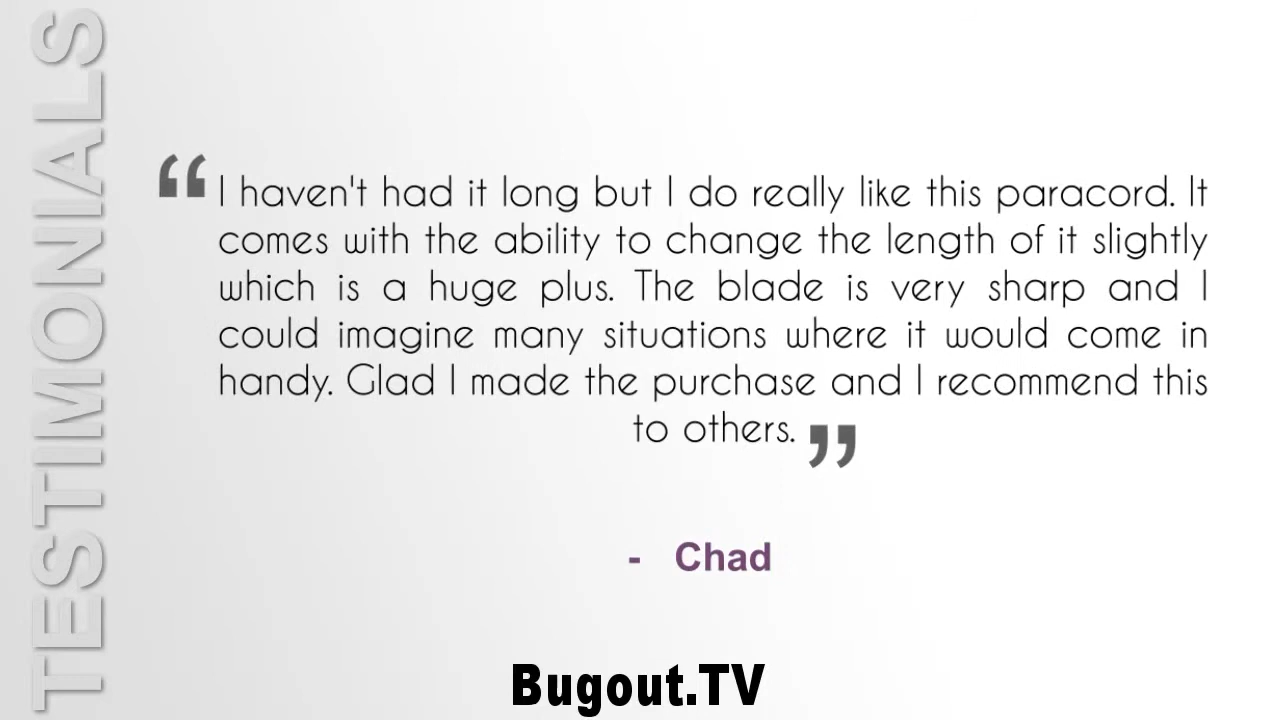 TESTIMONIALS
“I haven't had it long but I do really like this paracord. It
comes with the ability to change the length of it slightly
which is a huge plus. The blade is very sharp and I
could imagine many situations where it would come in
handy. Glad I made the purchase and I recommend this
to others.”
- Chad
Bugout.TV